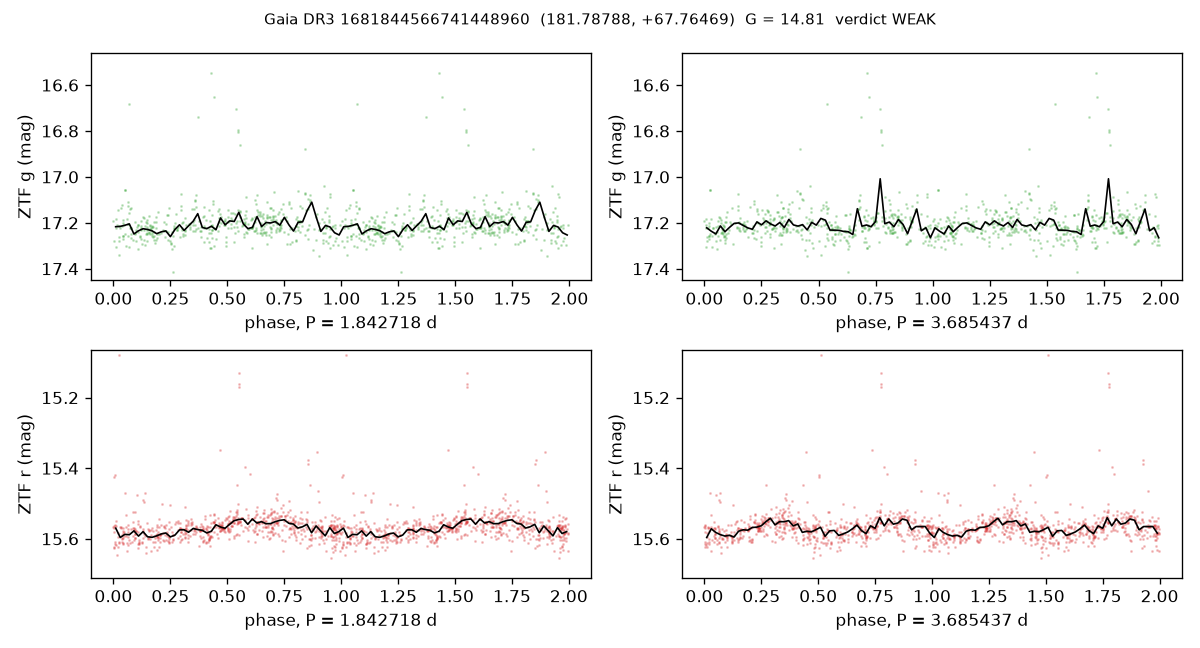 Gaia DR3 1681844566741448960 (181.78788, +67.76469) G = 14.81 verdict WEAK
ZTF g (mag)
16.6
16.8
17.0
17.2
17.4
0.00 0.25 0.50 0.75 1.00 1.25 1.50 1.75 2.00
phase, P = 1.842718 d
ZTF g (mag)
16.6
16.8
17.0
17.2
17.4
0.00 0.25 0.50 0.75 1.00 1.25 1.50 1.75 2.00
phase, P = 3.685437 d
ZTF r (mag)
15.2
15.4
15.6
0.00 0.25 0.50 0.75 1.00 1.25 1.50 1.75 2.00
phase, P = 1.842718 d
ZTF r (mag)
15.2
15.4
15.6
0.00 0.25 0.50 0.75 1.00 1.25 1.50 1.75 2.00
phase, P = 3.685437 d